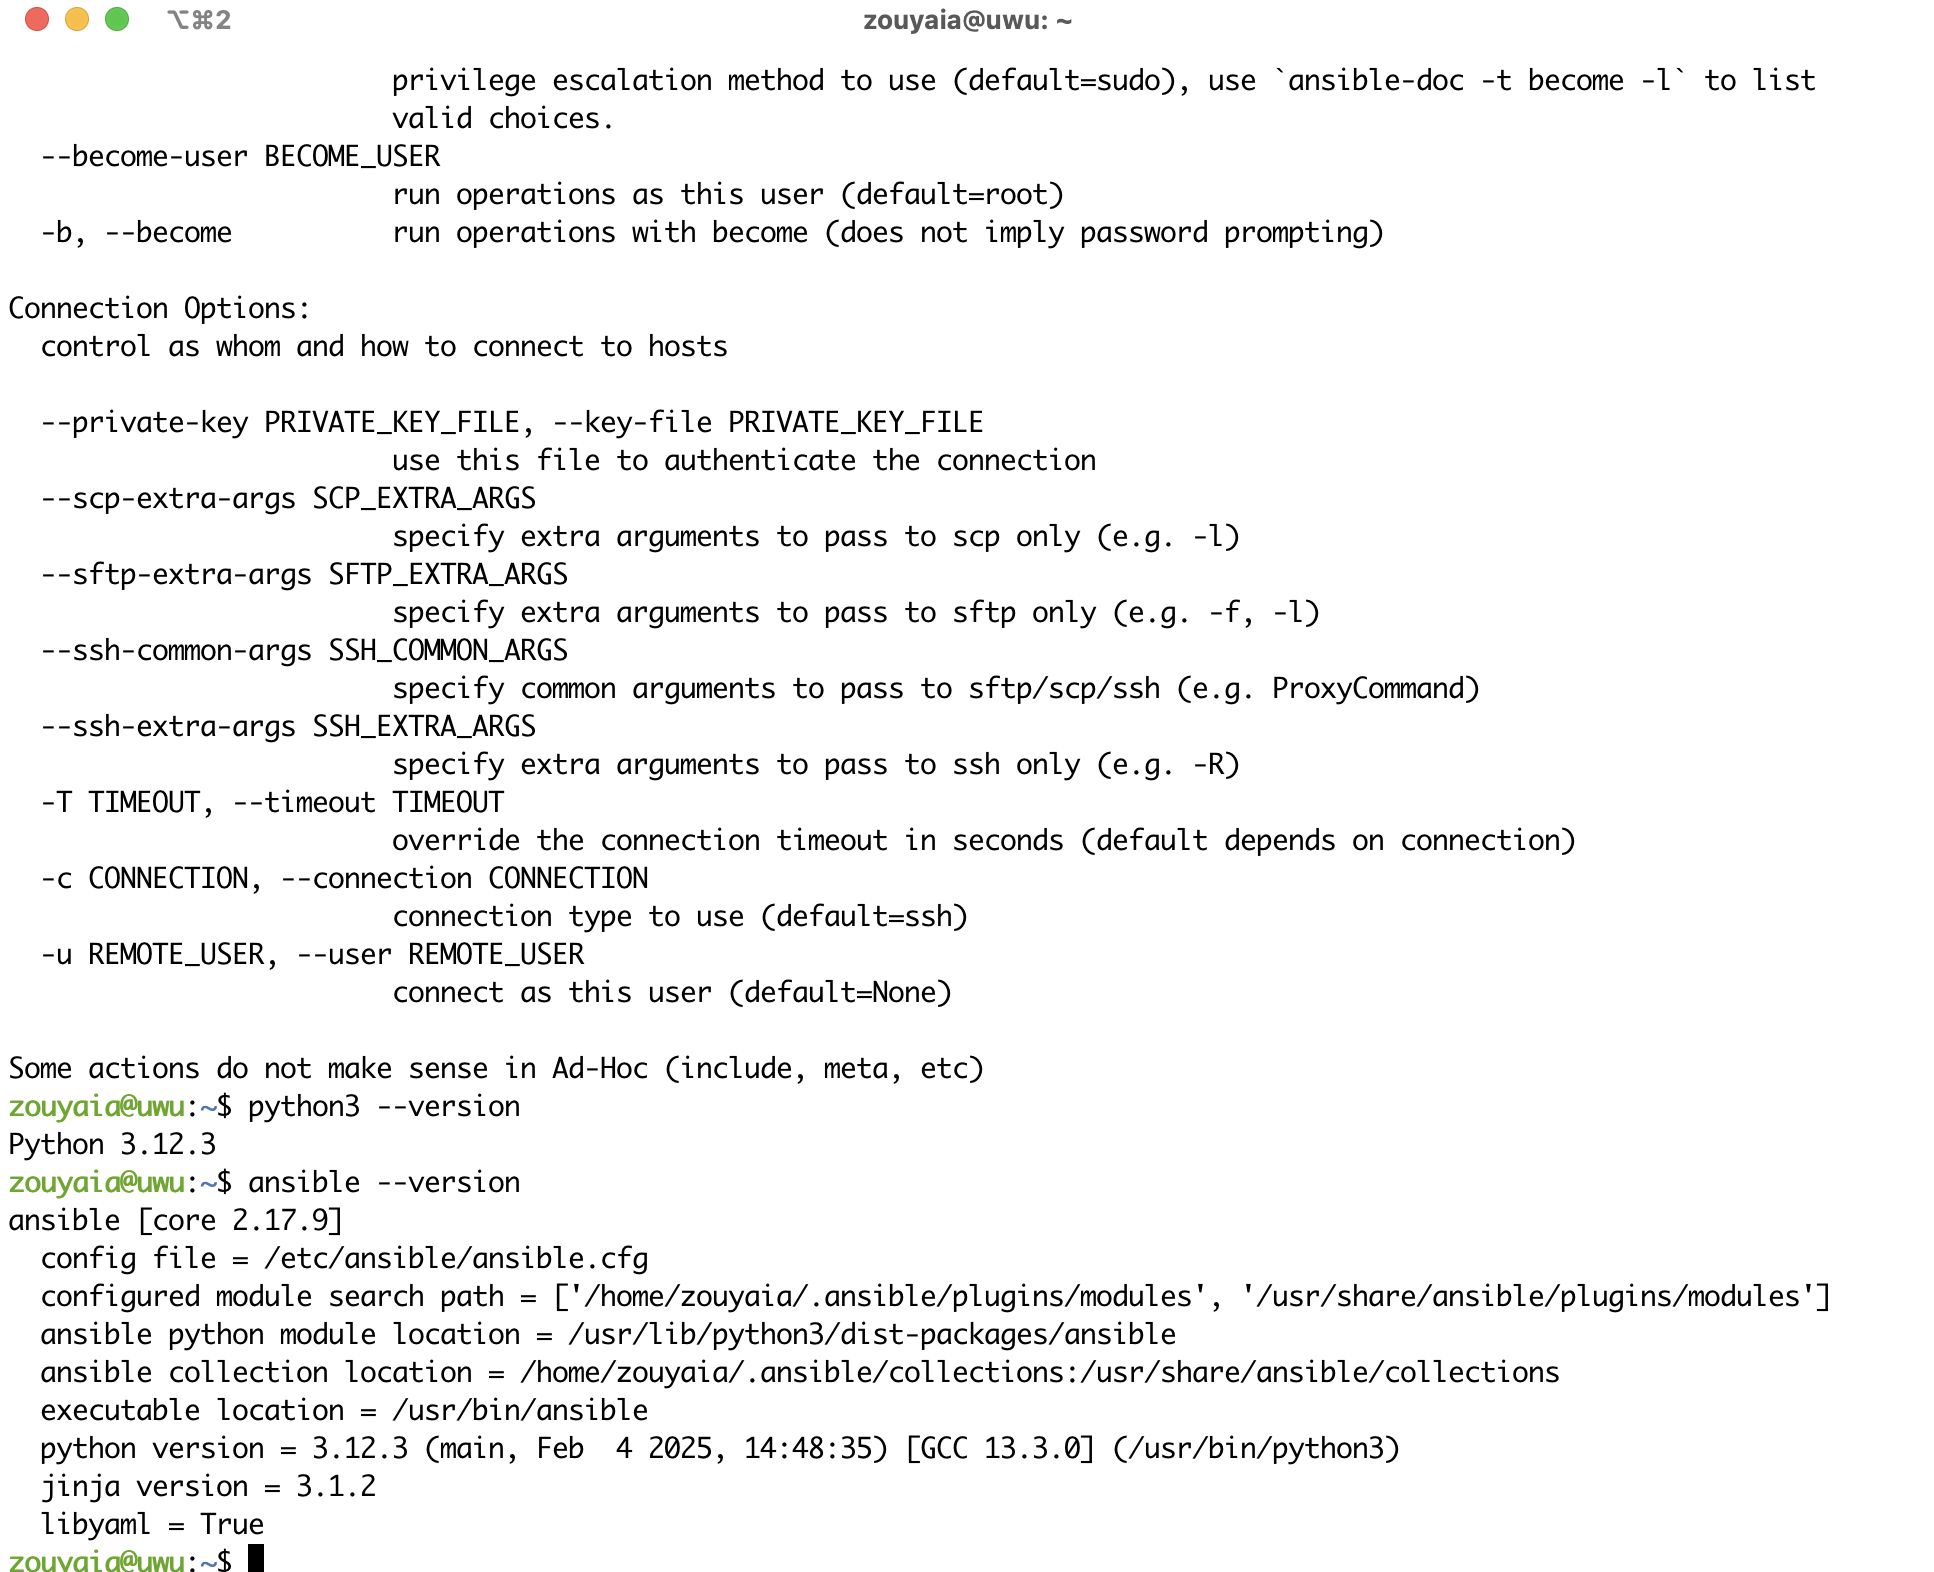 ⌥⌘2
zouyaia@uwu: ~
privilege escalation method to use (default=sudo), use `ansible-doc -t become -l` to list
valid choices.
--become-user BECOME_USER
run operations as this user (default=root)
-b, --become            run operations with become (does not imply password prompting)
Connection Options:
control as whom and how to connect to hosts
--private-key PRIVATE_KEY_FILE, --key-file PRIVATE_KEY_FILE
use this file to authenticate the connection
--scp-extra-args SCP_EXTRA_ARGS
specify extra arguments to pass to scp only (e.g. -l)
--sftp-extra-args SFTP_EXTRA_ARGS
specify extra arguments to pass to sftp only (e.g. -f, -l)
--ssh-common-args SSH_COMMON_ARGS
specify common arguments to pass to sftp/scp/ssh (e.g. ProxyCommand)
--ssh-extra-args SSH_EXTRA_ARGS
specify extra arguments to pass to ssh only (e.g. -R)
-T TIMEOUT, --timeout TIMEOUT
override the connection timeout in seconds (default depends on connection)
-c CONNECTION, --connection CONNECTION
connection type to use (default=ssh)
-u REMOTE_USER, --user REMOTE_USER
connect as this user (default=None)
Some actions do not make sense in Ad-Hoc (include, meta, etc)
zouyaia@uwu:~$ python3 --version
Python 3.12.3
zouyaia@uwu:~$ ansible --version
ansible [core 2.17.9]
config file = /etc/ansible/ansible.cfg
configured module search path = ['/home/zouyaia/.ansible/plugins/modules', '/usr/share/ansible/plugins/modules']
ansible python module location = /usr/lib/python3/dist-packages/ansible
ansible collection location = /home/zouyaia/.ansible/collections:/usr/share/ansible/collections
executable location = /usr/bin/ansible
python version = 3.12.3 (main, Feb  4 2025, 14:48:35) [GCC 13.3.0] (/usr/bin/python3)
jinja version = 3.1.2
libyaml = True
zouyaia@uwu:~$